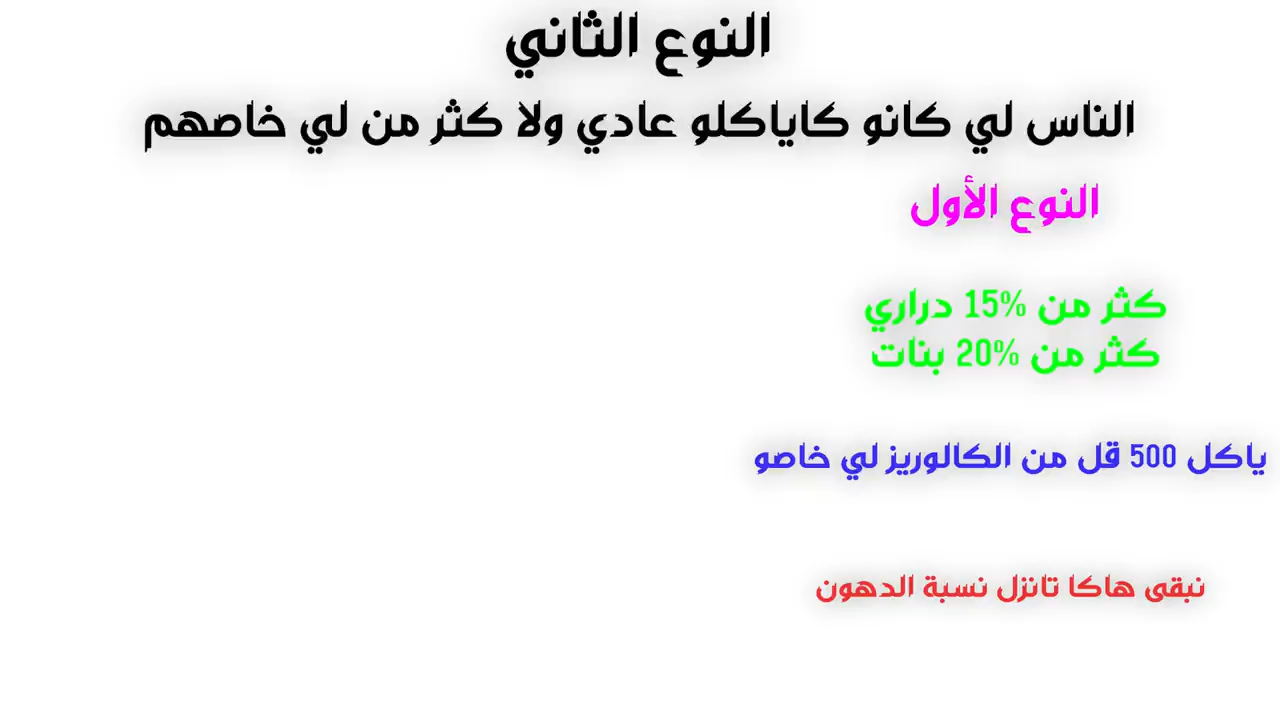 النوع الثاني
الناس لي كانو كاياكلو عادي ولا كثر من لي خاصهم
النوع الأول
كثر من 15% دراري
كثر من 20% بنات
ياكل 500 قل من الكالوريز لي خاصو
نبقى هاكا تانزل نسبة الدهون